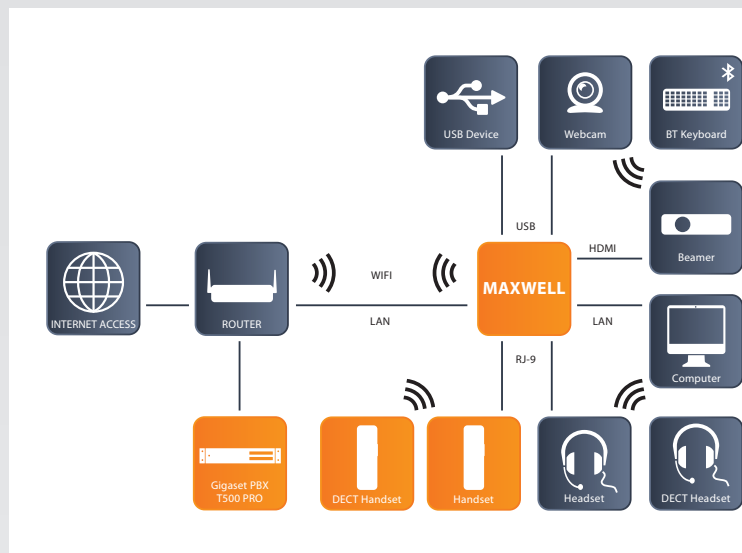 USB Device
Webcam
BT Keyboard
USB
HDMI
Beamer
WIFI
MAXWELL
INTERNET ACCESS
ROUTER
LAN
LAN
RJ-9
Computer
Gigaset PBX
T500 PRO
DECT Handset
Handset
Headset
DECT Headset